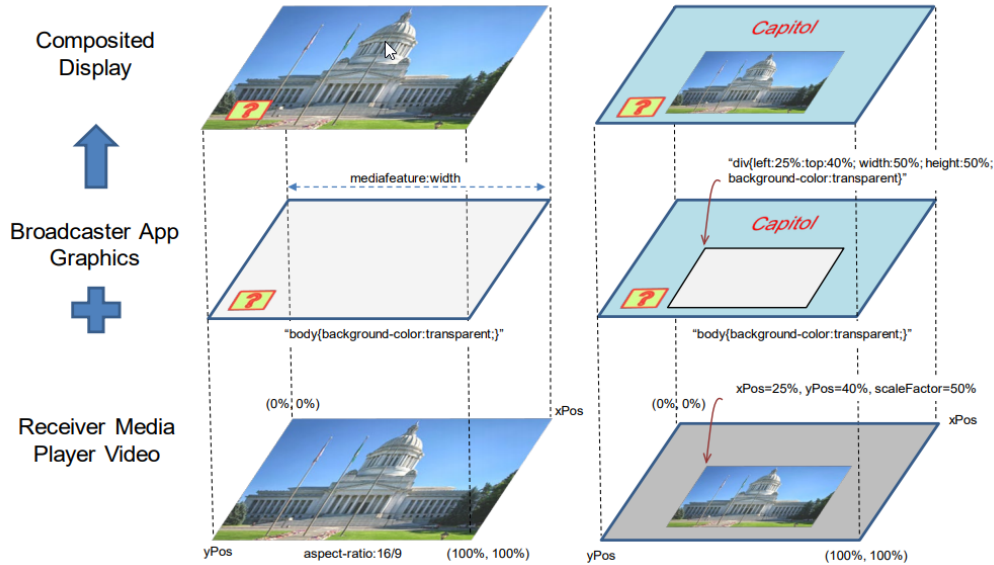 Composited
Display
Capitol
?
?
"div{left:25%:top:40%; width:50%; height:50%;
background-color:transparent}"
mediafeature:width
Broadcaster App
Graphics
Capitol
?
?
"body{background-color:transparent;}"
"body{background-color:transparent;}"
xPos=25%, yPos=40%, scaleFactor=50%
(0%, 0%)
(0%, 0%)
xPos
xPos
Receiver Media
Player Video
yPos
aspect-ratio:16/9
(100%, 100%)
yPos
(100%, 100%)